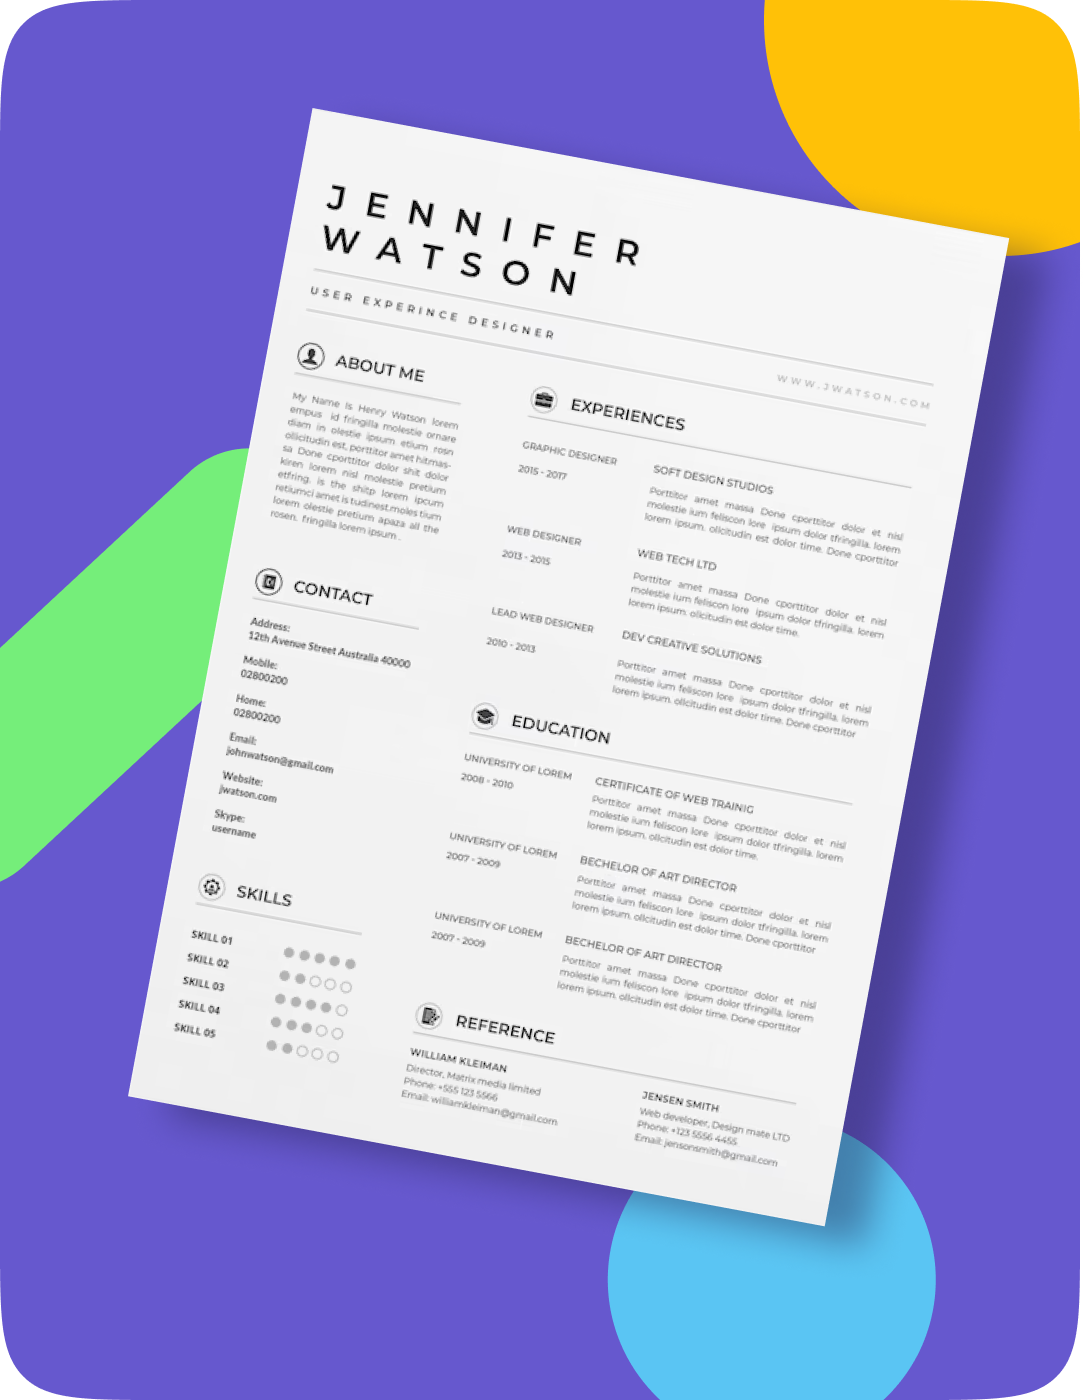 JENNIFER
WATSON
USER EXPERINCE DESIGNER
WWW.JWATSON.COM
ABOUT ME
My Name Is Henry Watson lorem
empus id fringilla molestie ornare
diam in olestie ipsum etium rosn
ollicitudin est, porttitor amet hitmas-
sa Done cporttitor dolor shit dolor
kiren lorem nisl molestie pretium
etfring. is the shitp lorem ipcum
retiumci amet is tudinest.moles tium
lorem olestie pretium apaza all the
rosen. fringilla lorem ipsum .
CONTACT
Address:
12th Avenue Street Australia 40000
Mobile:
02800200
Home:
02800200
Email:
johnwatson@gmail.com
Website:
jwatson.com
Skype:
username
SKILLS
SKILL 01
SKILL 02
SKILL 03
SKILL 04
SKILL 05
EXPERIENCES
GRAPHIC DESIGNER
2015 - 2017
SOFT DESIGN STUDIOS
Porttitor amet massa Done cporttitor dolor et nisl
molestie ium feliscon lore ipsum dolor tfringilla. lorem
lorem ipsum. ollcitudin est dolor time. Done cporttitor
WEB DESIGNER
2013 - 2015
WEB TECH LTD
Porttitor amet massa Done cporttitor dolor et nisl
molestie ium feliscon lore ipsum dolor tfringilla. lorem
lorem ipsum. ollcitudin est dolor time.
LEAD WEB DESIGNER
2010 - 2013
DEV CREATIVE SOLUTIONS
Porttitor amet massa Done cporttitor dolor et nisl
molestie ium feliscon lore ipsum dolor tfringilla. lorem
lorem ipsum. ollcitudin est dolor time. Done cporttitor
EDUCATION
UNIVERSITY OF LOREM
2008 - 2010
CERTIFICATE OF WEB TRAINIG
Porttitor amet massa Done cporttitor dolor et nisl
molestie ium feliscon lore ipsum dolor tfringilla. lorem
lorem ipsum. ollcitudin est dolor time.
UNIVERSITY OF LOREM
2007 - 2009
BECHELOR OF ART DIRECTOR
Porttitor amet massa Done cporttitor dolor et nisl
molestie ium feliscon lore ipsum dolor tfringilla. lorem
lorem ipsum. ollcitudin est dolor time. Done cporttitor
UNIVERSITY OF LOREM
2007 - 2009
BECHELOR OF ART DIRECTOR
Porttitor amet massa Done cporttitor dolor et nisl
molestie ium feliscon lore ipsum dolor tfringilla. lorem
lorem ipsum. ollcitudin est dolor time. Done cporttitor
REFERENCE
WILLIAM KLEIMAN
Director, Matrix media limited
Phone: +555 123 5566
Email: williamkleiman@gmail.com
JENSEN SMITH
Web developer, Design mate LTD
Phone: +123 5556 4455
Email: jensonsmith@gmail.com